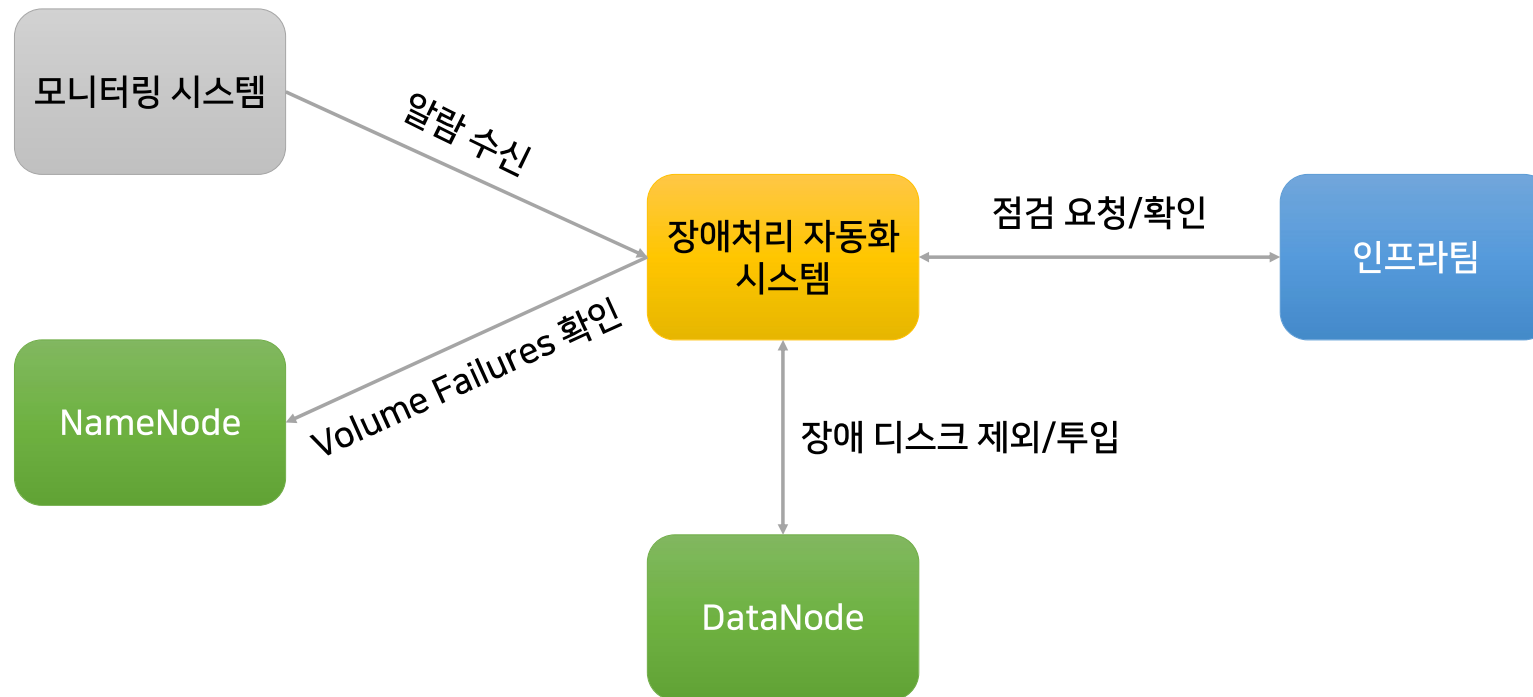 모니터링 시스템
알람 수신
장애처리 자동화
시스템
점검 요청/확인
인프라팀
Volume Failures 확인
NameNode
장애 디스크 제외/투입
DataNode